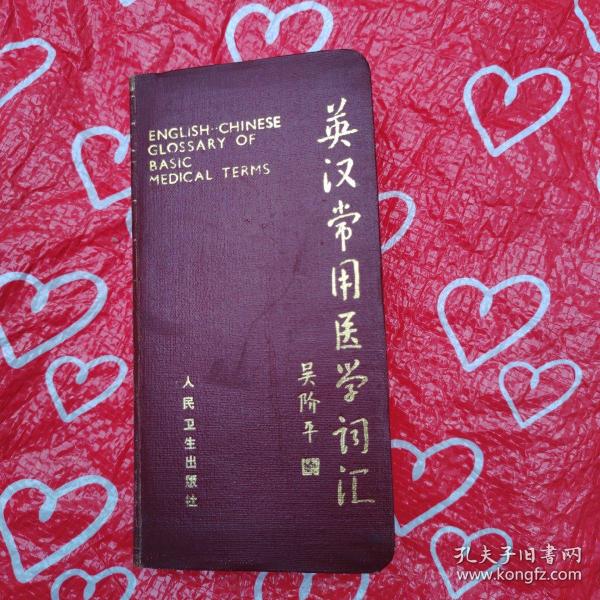 ENGLISH-CHINESE
GLOSSARY OF
BASIC
MEDICAL TERMS
英汉常用医学词汇
吴阶平
人民卫生出版社
孔夫子旧书网
www.kongfz.com